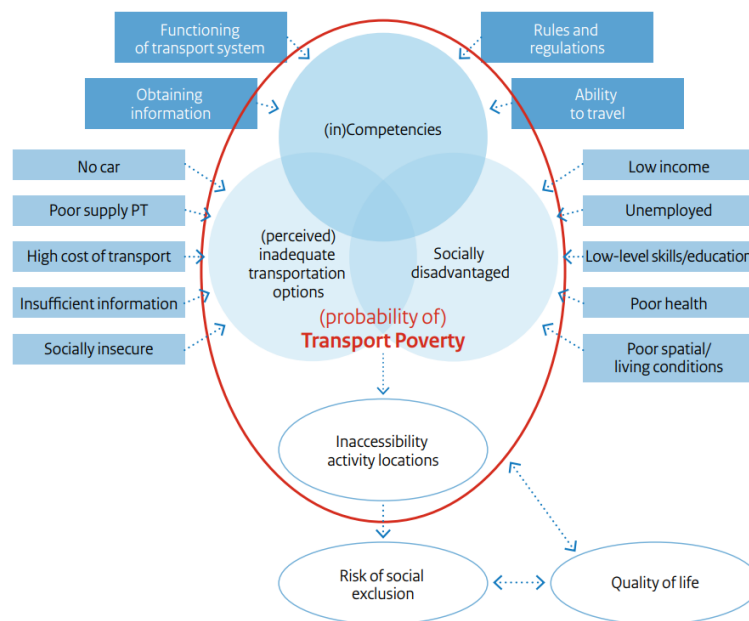 Functioning
of transport system
Rules and
regulations
Obtaining
information
Ability
to travel
(in)Competencies
No car
Poor supply PT
High cost of transport
Insufficient information
Socially insecure
(perceived)
inadequate
transportation
options
Socially
disadvantaged
Low income
Unemployed
Low-level skills/education
Poor health
Poor spatial/
living conditions
(probability of)
Transport Poverty
Inaccessibility
activity locations
Risk of social
exclusion
Quality of life